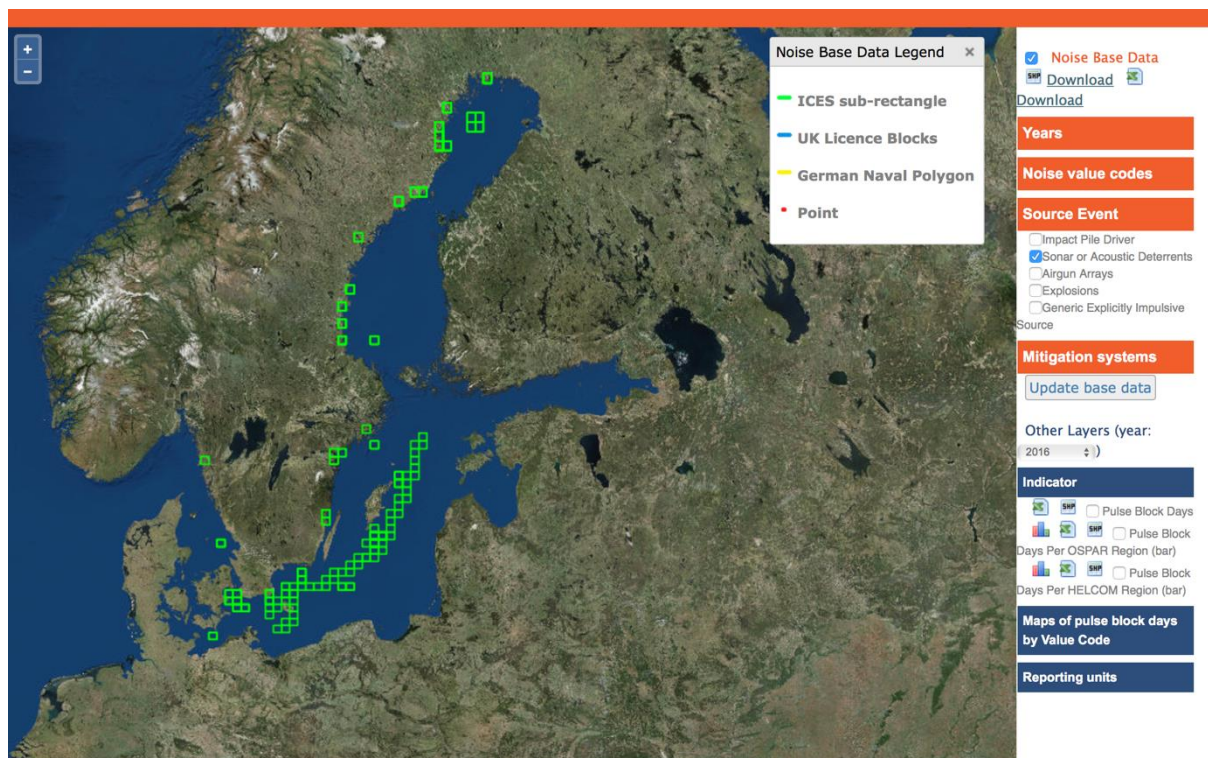 +
-
Noise Base Data Legend ×
ICES sub-rectangle
UK Licence Blocks
German Naval Polygon
Point
Noise Base Data
SHP Download
Download
Years
Noise value codes
Source Event
Impact Pile Driver
Sonar or Acoustic Deterrents
Airgun Arrays
Explosions
Generic Explicitly Impulsive
Source
Mitigation systems
Update base data
Other Layers (year:
2016 )
Indicator
SHP Pulse Block Days
SHP Pulse Block
Days Per OSPAR Region (bar)
SHP Pulse Block
Days Per HELCOM Region (bar)
Maps of pulse block days
by Value Code
Reporting units